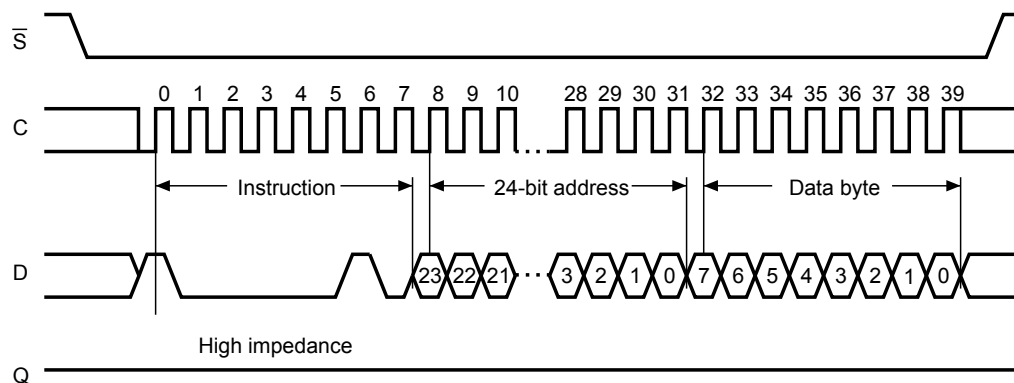 S
0 1 2 3 4 5 6 7 8 9 10 28 29 30 31 32 33 34 35 36 37 38 39
C
Instruction 24-bit address Data byte
D 23 22 21 3 2 1 0 7 6 5 4 3 2 1 0
High impedance
Q